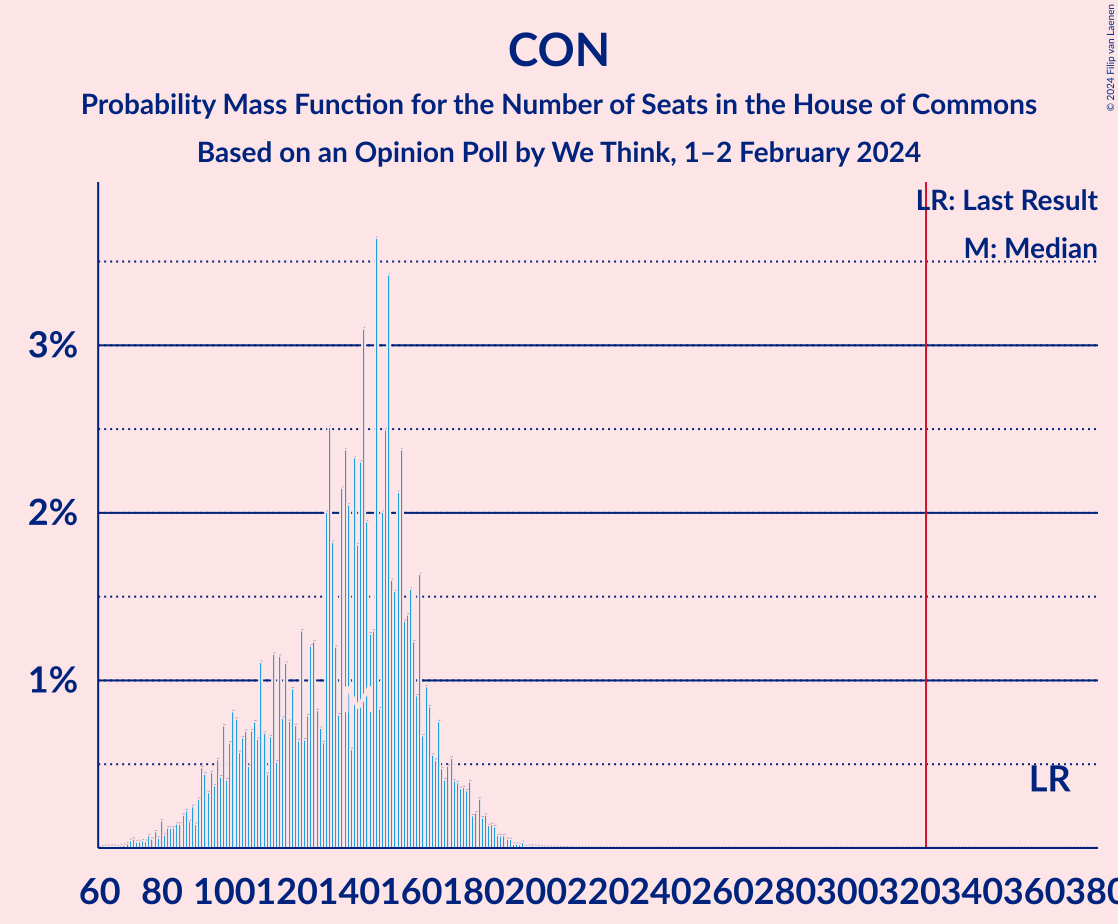 CON
Probability Mass Function for the Number of Seats in the House of Commons
Based on an Opinion Poll by We Think, 1–2 February 2024
© 2024 Filip van Laenen
LR: Last Result
M: Median
3%
2%
1%
M
LR
60 80 100 120 140 160 180 200 220 240 260 280 300 320 340 360 380